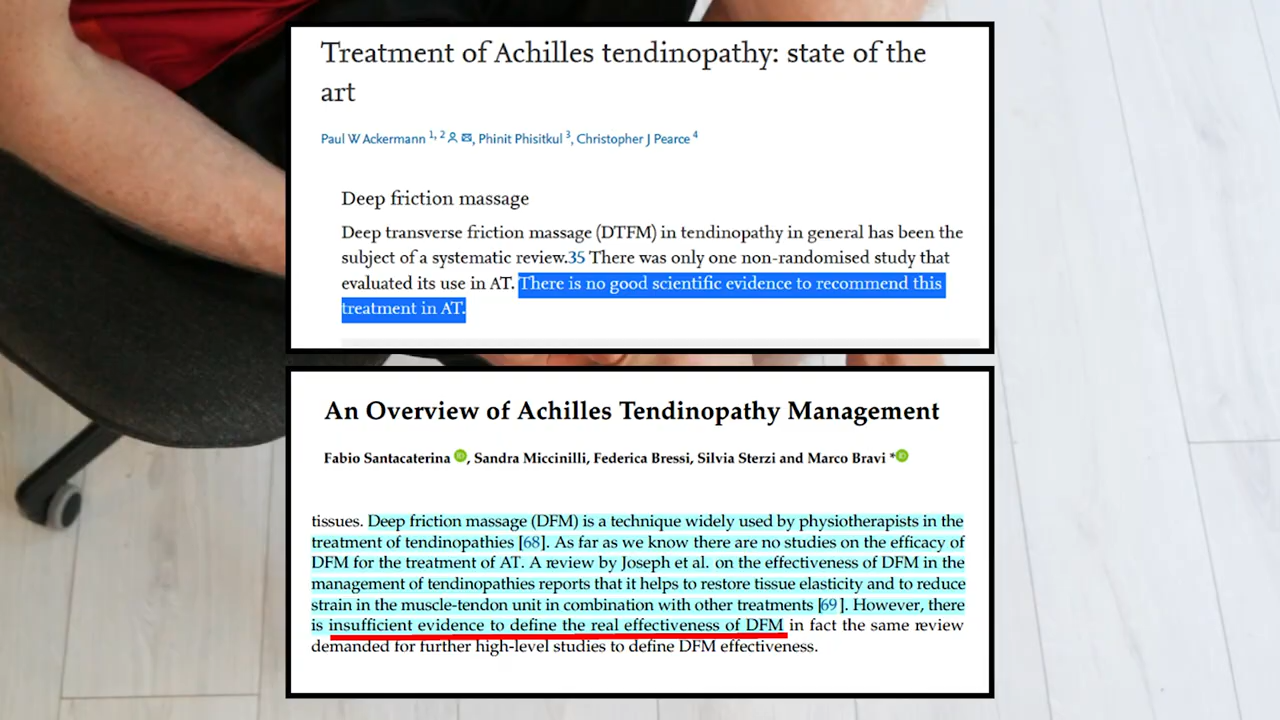 Treatment of Achilles tendinopathy: state of the
art
Paul W Ackermann 1, 2, Phinit Phisitkul 3, Christopher J Pearce 4
Deep friction massage
Deep transverse friction massage (DTFM) in tendinopathy in general has been the
subject of a systematic review.35 There was only one non-randomised study that
evaluated its use in AT. There is no good scientific evidence to recommend this
treatment in AT.
An Overview of Achilles Tendinopathy Management
Fabio Santacaterina iD, Sandra Miccinilli, Federica Bressi, Silvia Sterzi and Marco Bravi * iD
tissues. Deep friction massage (DFM) is a technique widely used by physiotherapists in the
treatment of tendinopathies [68]. As far as we know there are no studies on the efficacy of
DFM for the treatment of AT. A review by Joseph et al. on the effectiveness of DFM in the
management of tendinopathies reports that it helps to restore tissue elasticity and to reduce
strain in the muscle-tendon unit in combination with other treatments [69]. However, there
is insufficient evidence to define the real effectiveness of DFM in fact the same review
demanded for further high-level studies to define DFM effectiveness.